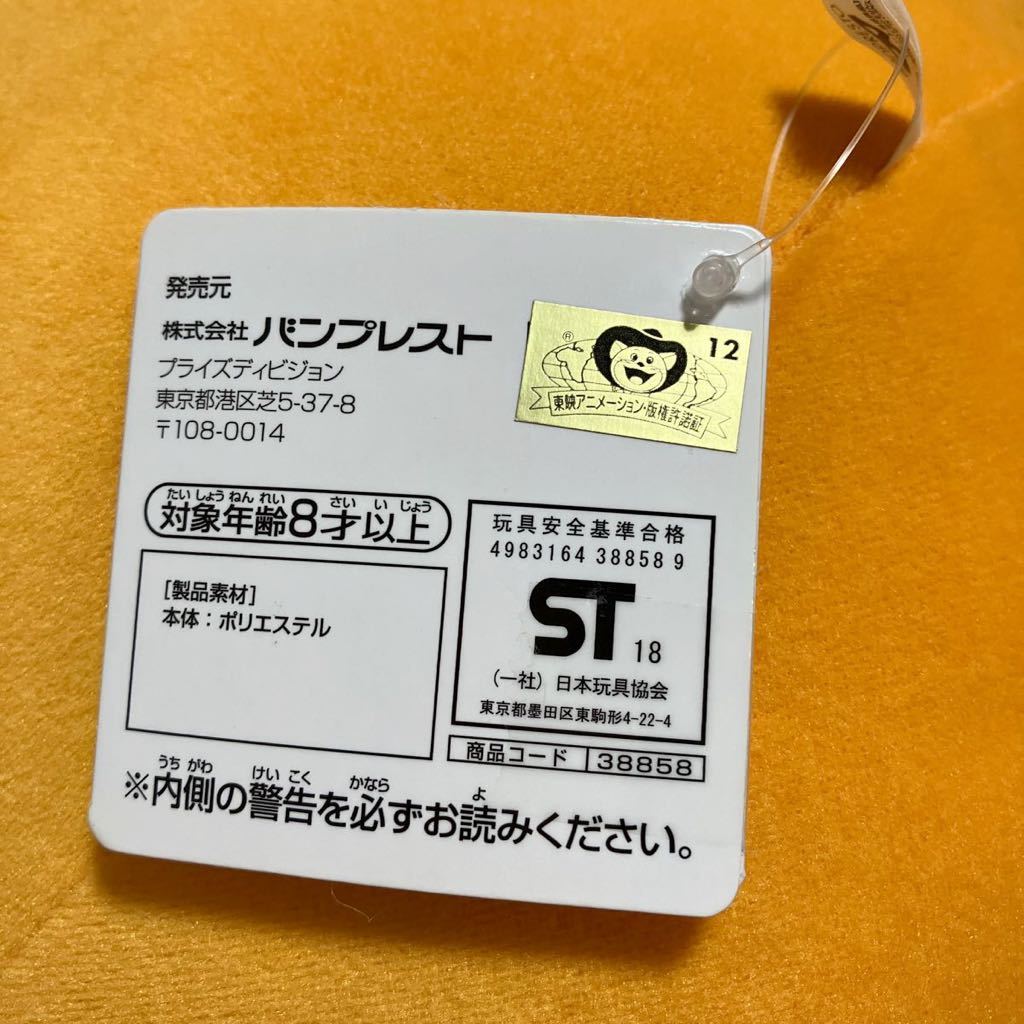 発売元
株式会社 バンプレスト
プライズディビジョン
東京都港区芝5-37-8
〒108-0014
® 12
東映アニメーション・版権許諾証
たいしょうねんれい さいいじょう
対象年齢8才以上
[製品素材]
本体：ポリエステル
玩具安全基準合格
4983164 38858 9
ST 18
(一社) 日本玩具協会
東京都墨田区東駒形4-22-4
商品コード 38858
うちがわ けいこく かなら よ
※内側の警告を必ずお読みください。